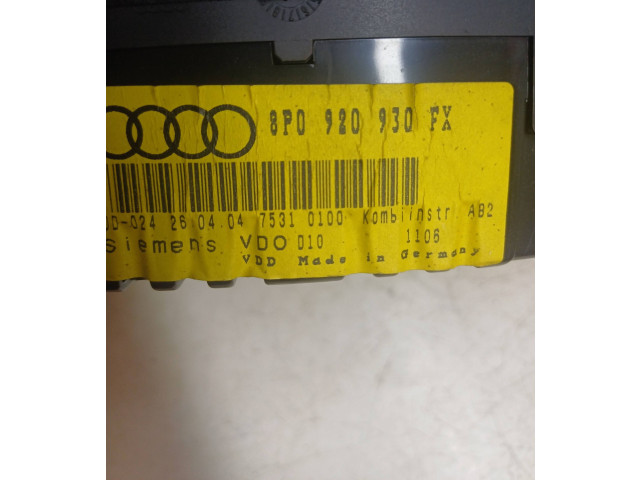 8P0 920 930 FX
D-024 26.04.04 7531 0100 Kombiinstr. AB2
siemens VDO 010 1106
VDD Made in Germany